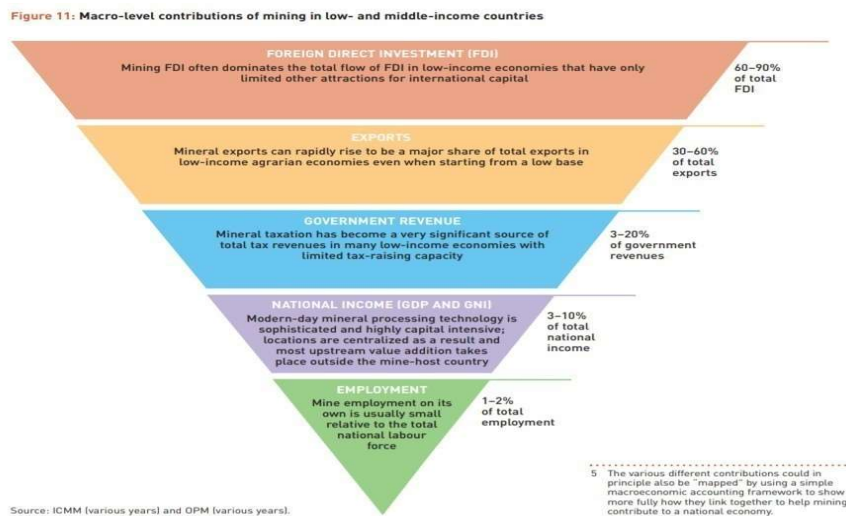 Figure 11: Macro-level contributions of mining in low- and middle-income countries
FOREIGN DIRECT INVESTMENT (FDI)
Mining FDI often dominates the total flow of FDI in low-income economies that have only
limited other attractions for international capital
60–90%
of total
FDI
EXPORTS
Mineral exports can rapidly rise to be a major share of total exports in
low-income agrarian economies even when starting from a low base
30–60%
of total
exports
GOVERNMENT REVENUE
Mineral taxation has become a very significant source of
total tax revenues in many low-income economies with
limited tax-raising capacity
3–20%
of government
revenues
NATIONAL INCOME (GDP AND GNI)
Modern-day mineral processing technology is
sophisticated and highly capital intensive;
locations are centralized as a result and
most upstream value addition takes
place outside the mine-host country
3–10%
of total
national
income
EMPLOYMENT
Mine employment on its
own is usually small
relative to the total
national labour
force
1–2%
of total
employment
5 The various different contributions could in
principle also be "mapped" by using a simple
macroeconomic accounting framework to show
more fully how they link together to help mining
contribute to a national economy.
Source: ICMM (various years) and OPM (various years).